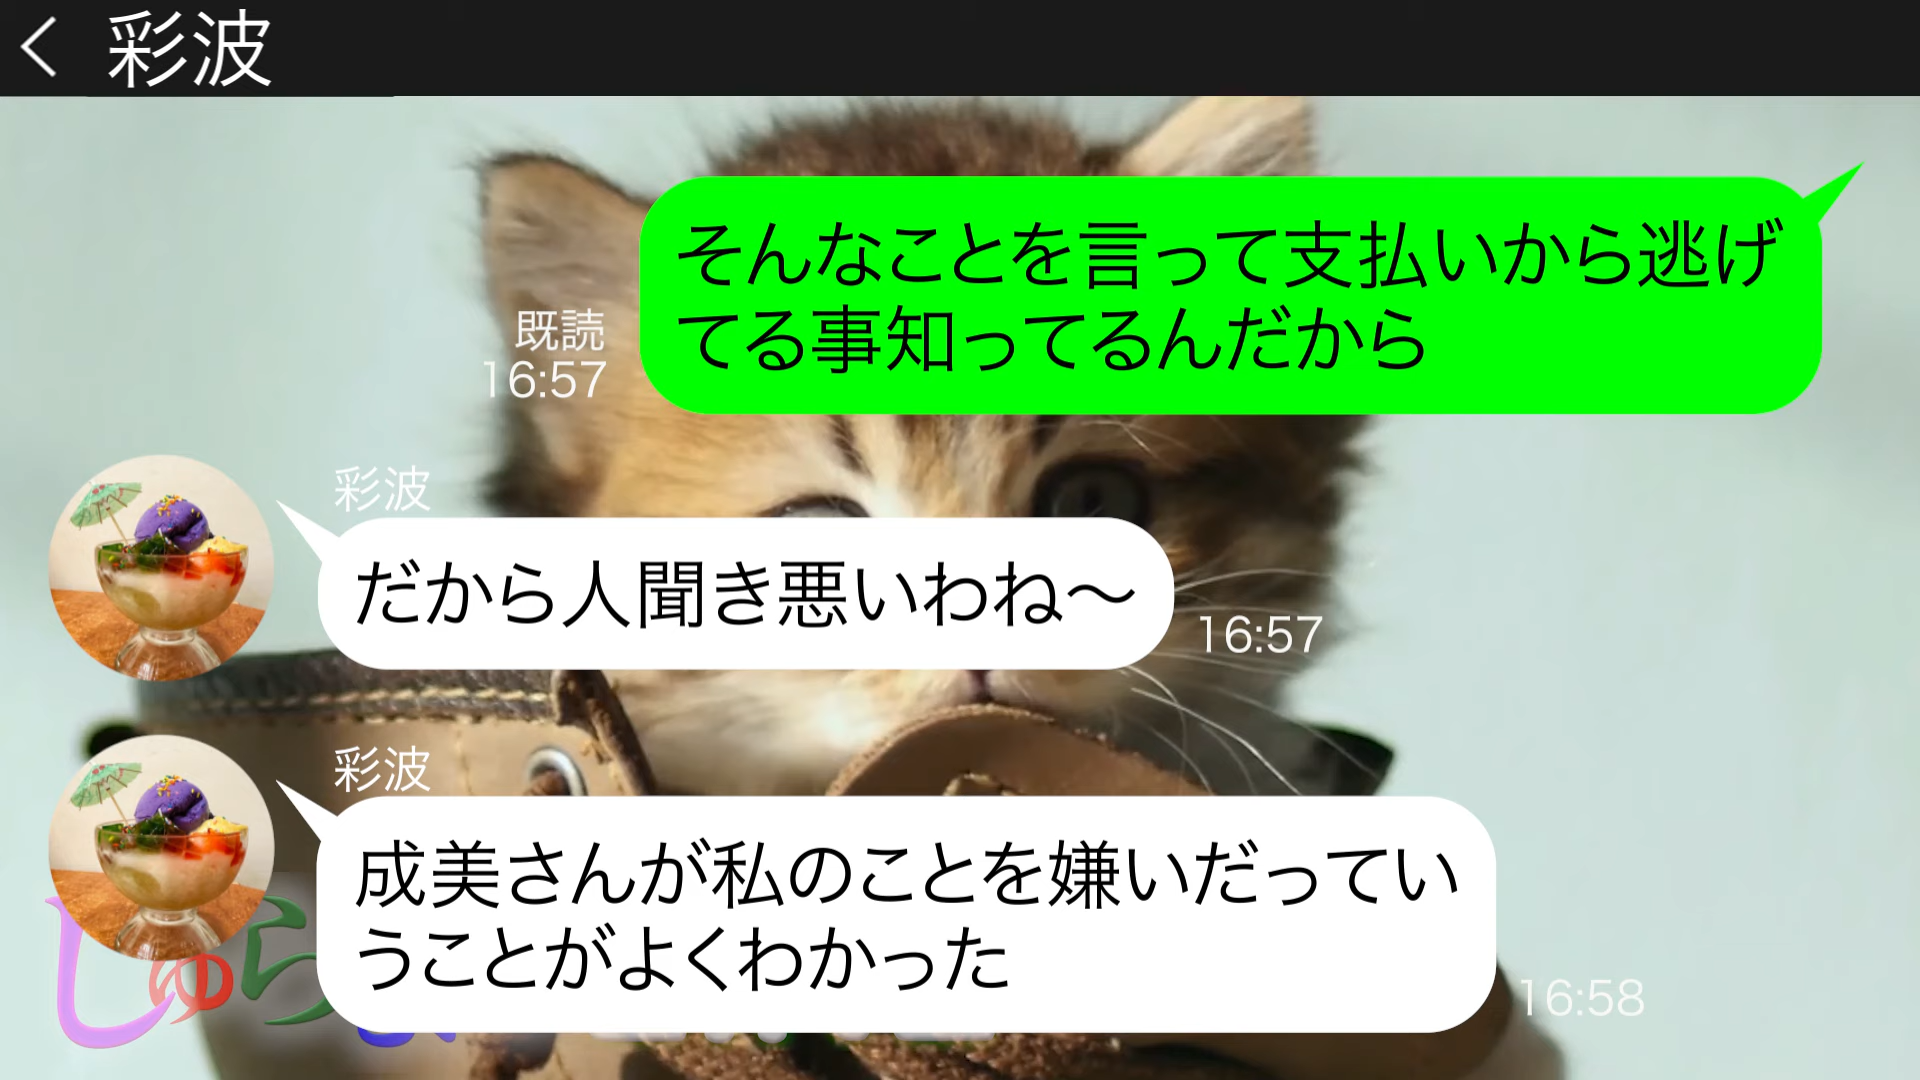 彩波
そんなことを言って支払いから逃げ
てる事知ってるんだから
既読
16:57
彩波
だから人聞き悪いわね～
16:57
彩波
成美さんが私のことを嫌いだってい
うことがよくわかった
16:58
しゅら